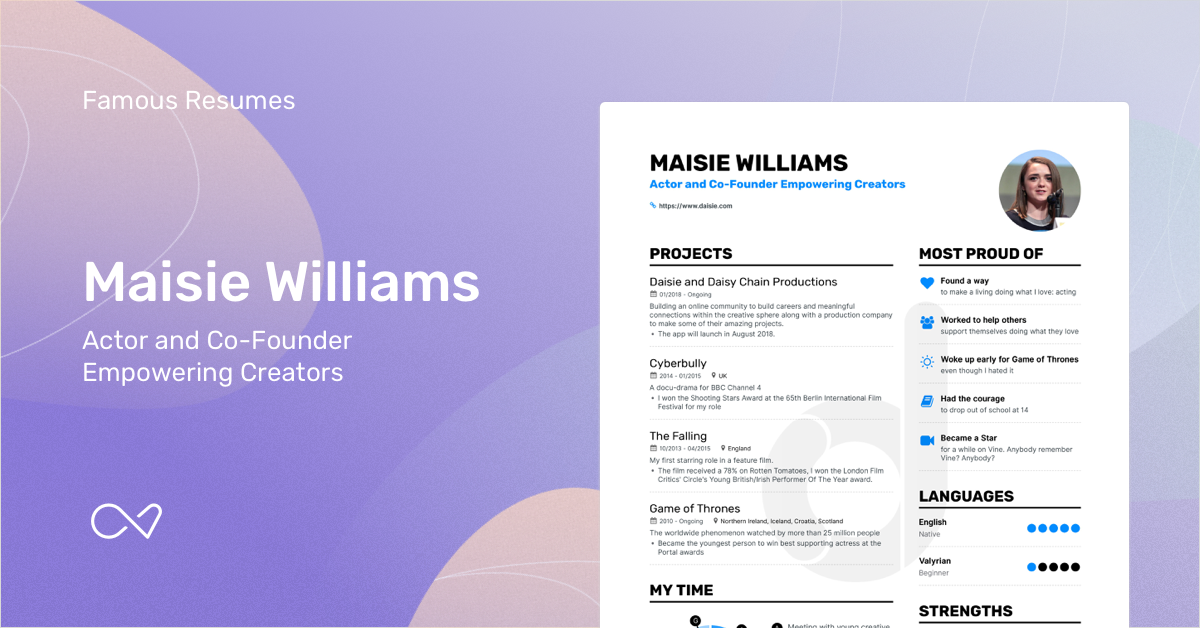 Famous Resumes
Maisie Williams
Actor and Co-Founder
Empowering Creators
MAISIE WILLIAMS
Actor and Co-Founder Empowering Creators
https://www.daisie.com
PROJECTS
Daisie and Daisy Chain Productions
01/2018 - Ongoing
Building an online community to build careers and meaningful
connections within the creative sphere along with a production company
to make some of their amazing projects.
• The app will launch in August 2018.
Cyberbully
2014 - 01/2015 UK
A docu-drama for BBC Channel 4
• I won the Shooting Stars Award at the 65th Berlin International Film
Festival for my role
The Falling
10/2013 - 04/2015 England
My first starring role in a feature film.
• The film received a 78% on Rotten Tomatoes, I won the London Film
Critics' Circle's Young British/Irish Performer Of The Year award.
Game of Thrones
2010 - Ongoing Northern Ireland, Iceland, Croatia, Scotland
The worldwide phenomenon watched by more than 25 million people
• Became the youngest person to win best supporting actress at the
Portal awards
MY TIME
G
Meeting with young creative
MOST PROUD OF
Found a way
to make a living doing what I love: acting
Worked to help others
support themselves doing what they love
Woke up early for Game of Thrones
even though I hated it
Had the courage
to drop out of school at 14
Became a Star
for a while on Vine. Anybody remember
Vine? Anybody?
LANGUAGES
English
Native
Valyrian
Beginner
STRENGTHS